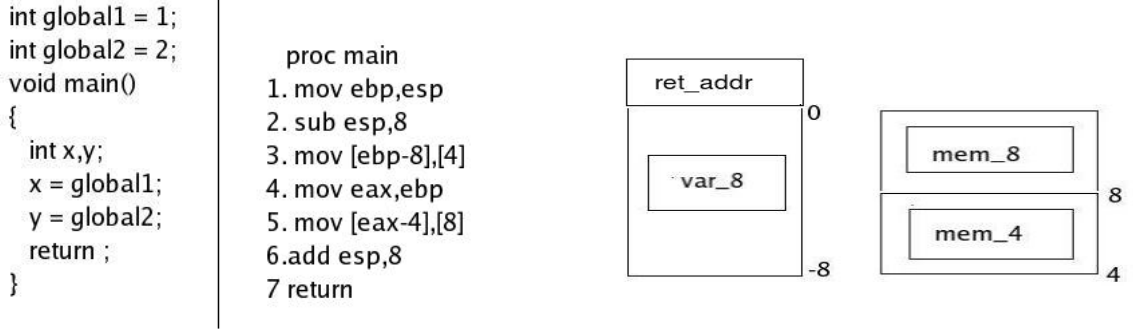 int global1 = 1;
int global2 = 2;
void main()
{
int x,y;
x = global1;
y = global2;
return ;
}
proc main
1. mov ebp,esp
2. sub esp,8
3. mov [ebp-8],[4]
4. mov eax,ebp
5. mov [eax-4],[8]
6.add esp,8
7 return
ret_addr
0
var_8
-8
mem_8
8
mem_4
4